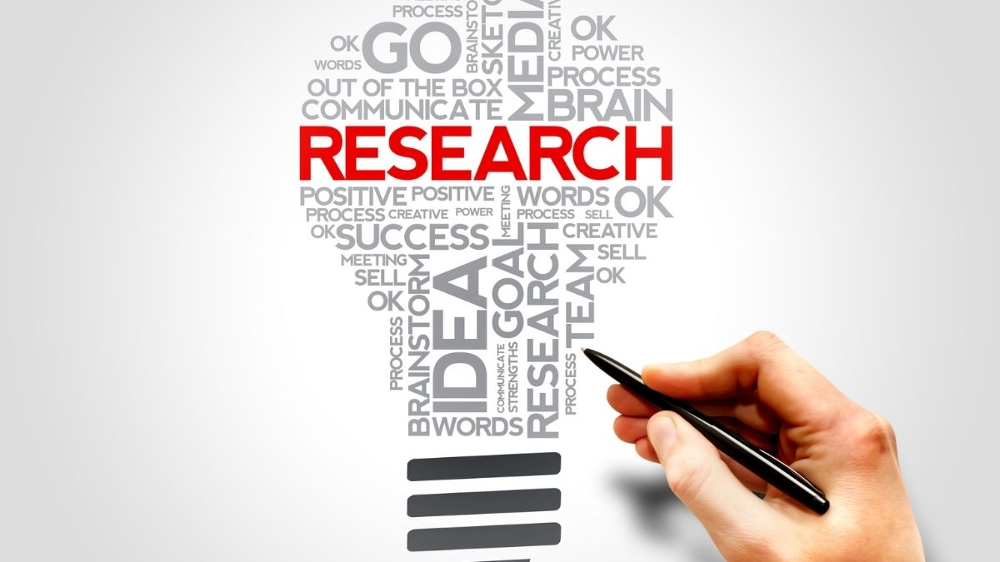 PROCESS
OK
GO
WORDS
BRAINSTO
SKETC
MEDIA
CREATIVE
OK
POWER
PROCESS
OUT OF THE BOX
COMMUNICATE
BRAIN
RESEARCH
POSITIVE
POSITIVE
MEETING
WORDS
OK
PROCESS
CREATIVE
POWER
PROCESS
SELL
OK
SUCCESS
CREATIVE
MEETING
SELL
SELL
OK
OK
PROCESS
BRAINSTORM
IDEA
GOAL
COMMUNICATE
STRENGTHS
RESEARCH
TEAM
PROCESS
WORDS